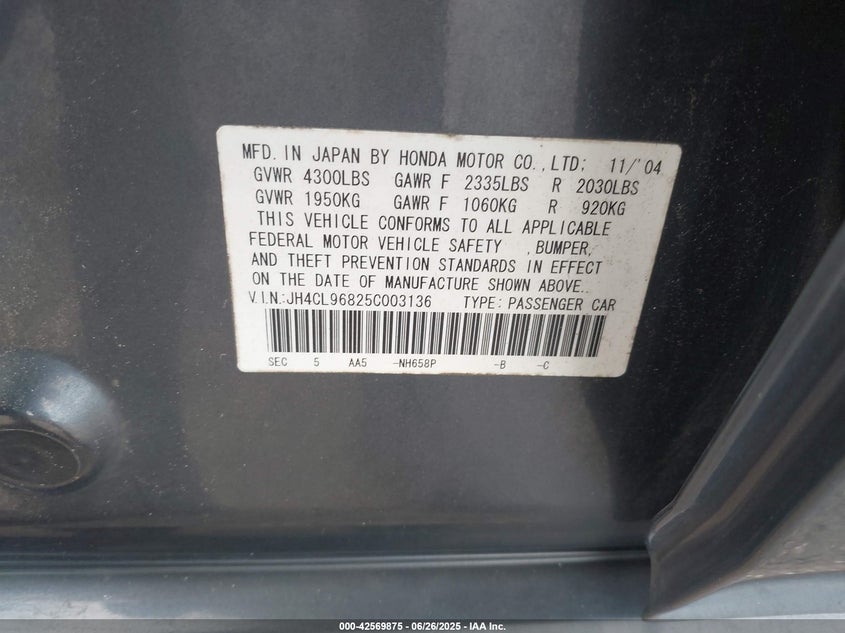 MFD. IN JAPAN BY HONDA MOTOR CO., LTD; 11/'04
GVWR 4300LBS GAWR F 2335LBS R 2030LBS
GVWR 1950KG GAWR F 1060KG R 920KG
THIS VEHICLE CONFORMS TO ALL APPLICABLE
FEDERAL MOTOR VEHICLE SAFETY , BUMPER,
AND THEFT PREVENTION STANDARDS IN EFFECT
ON THE DATE OF MANUFACTURE SHOWN ABOVE..
V.I.N.:JH4CL96825C003136 TYPE: PASSENGER CAR
SEC 5 AA5 -NH658P -B -C
000-42569875 - 06/26/2025 - IAA Inc.